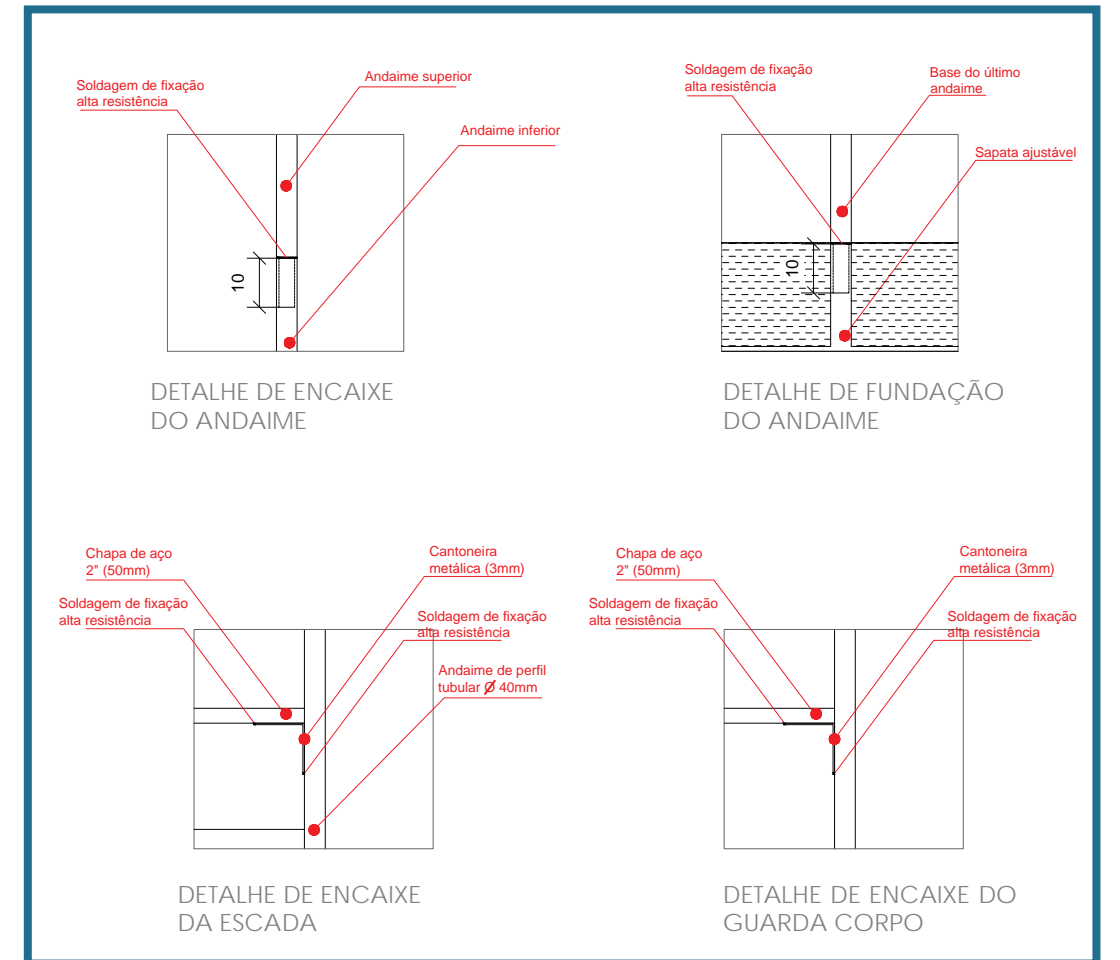 Soldagem de fixação
alta resistência
Andaime superior
Andaime inferior
10
DETALHE DE ENCAIXE
DO ANDAIME
Soldagem de fixação
alta resistência
Base do último
andaime
Sapata ajustável
10
DETALHE DE FUNDAÇÃO
DO ANDAIME
Chapa de aço
2” (50mm)
Soldagem de fixação
alta resistência
Cantoneira
metálica (3mm)
Soldagem de fixação
alta resistência
Andaime de perfil
tubular Ø 40mm
DETALHE DE ENCAIXE
DA ESCADA
Chapa de aço
2” (50mm)
Soldagem de fixação
alta resistência
Cantoneira
metálica (3mm)
Soldagem de fixação
alta resistência
DETALHE DE ENCAIXE DO
GUARDA CORPO